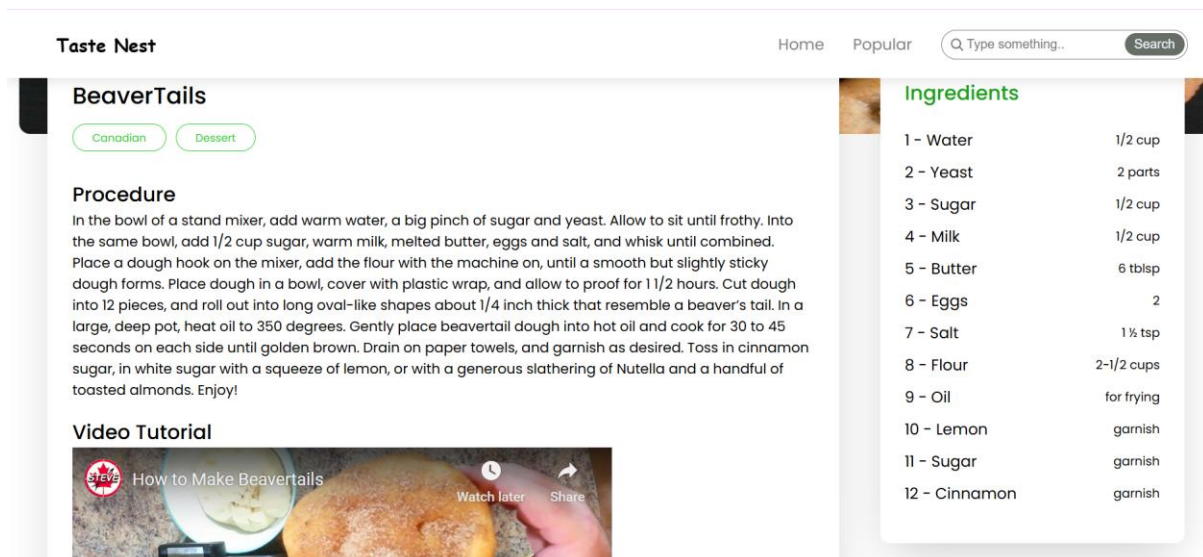 Taste Nest
Home
Popular
Type something..
Search
BeaverTails
Canadian
Dessert
Procedure
In the bowl of a stand mixer, add warm water, a big pinch of sugar and yeast. Allow to sit until frothy. Into
the same bowl, add 1/2 cup sugar, warm milk, melted butter, eggs and salt, and whisk until combined.
Place a dough hook on the mixer, add the flour with the machine on, until a smooth but slightly sticky
dough forms. Place dough in a bowl, cover with plastic wrap, and allow to proof for 1 1/2 hours. Cut dough
into 12 pieces, and roll out into long oval-like shapes about 1/4 inch thick that resemble a beaver’s tail. In a
large, deep pot, heat oil to 350 degrees. Gently place beavertail dough into hot oil and cook for 30 to 45
seconds on each side until golden brown. Drain on paper towels, and garnish as desired. Toss in cinnamon
sugar, in white sugar with a squeeze of lemon, or with a generous slathering of Nutella and a handful of
toasted almonds. Enjoy!
Video Tutorial
STEVE
How to Make Beavertails
Watch later
Share
Ingredients
1 - Water 1/2 cup
2 - Yeast 2 parts
3 - Sugar 1/2 cup
4 - Milk 1/2 cup
5 - Butter 6 tblsp
6 - Eggs 2
7 - Salt 1 ½ tsp
8 - Flour 2-1/2 cups
9 - Oil for frying
10 - Lemon garnish
11 - Sugar garnish
12 - Cinnamon garnish